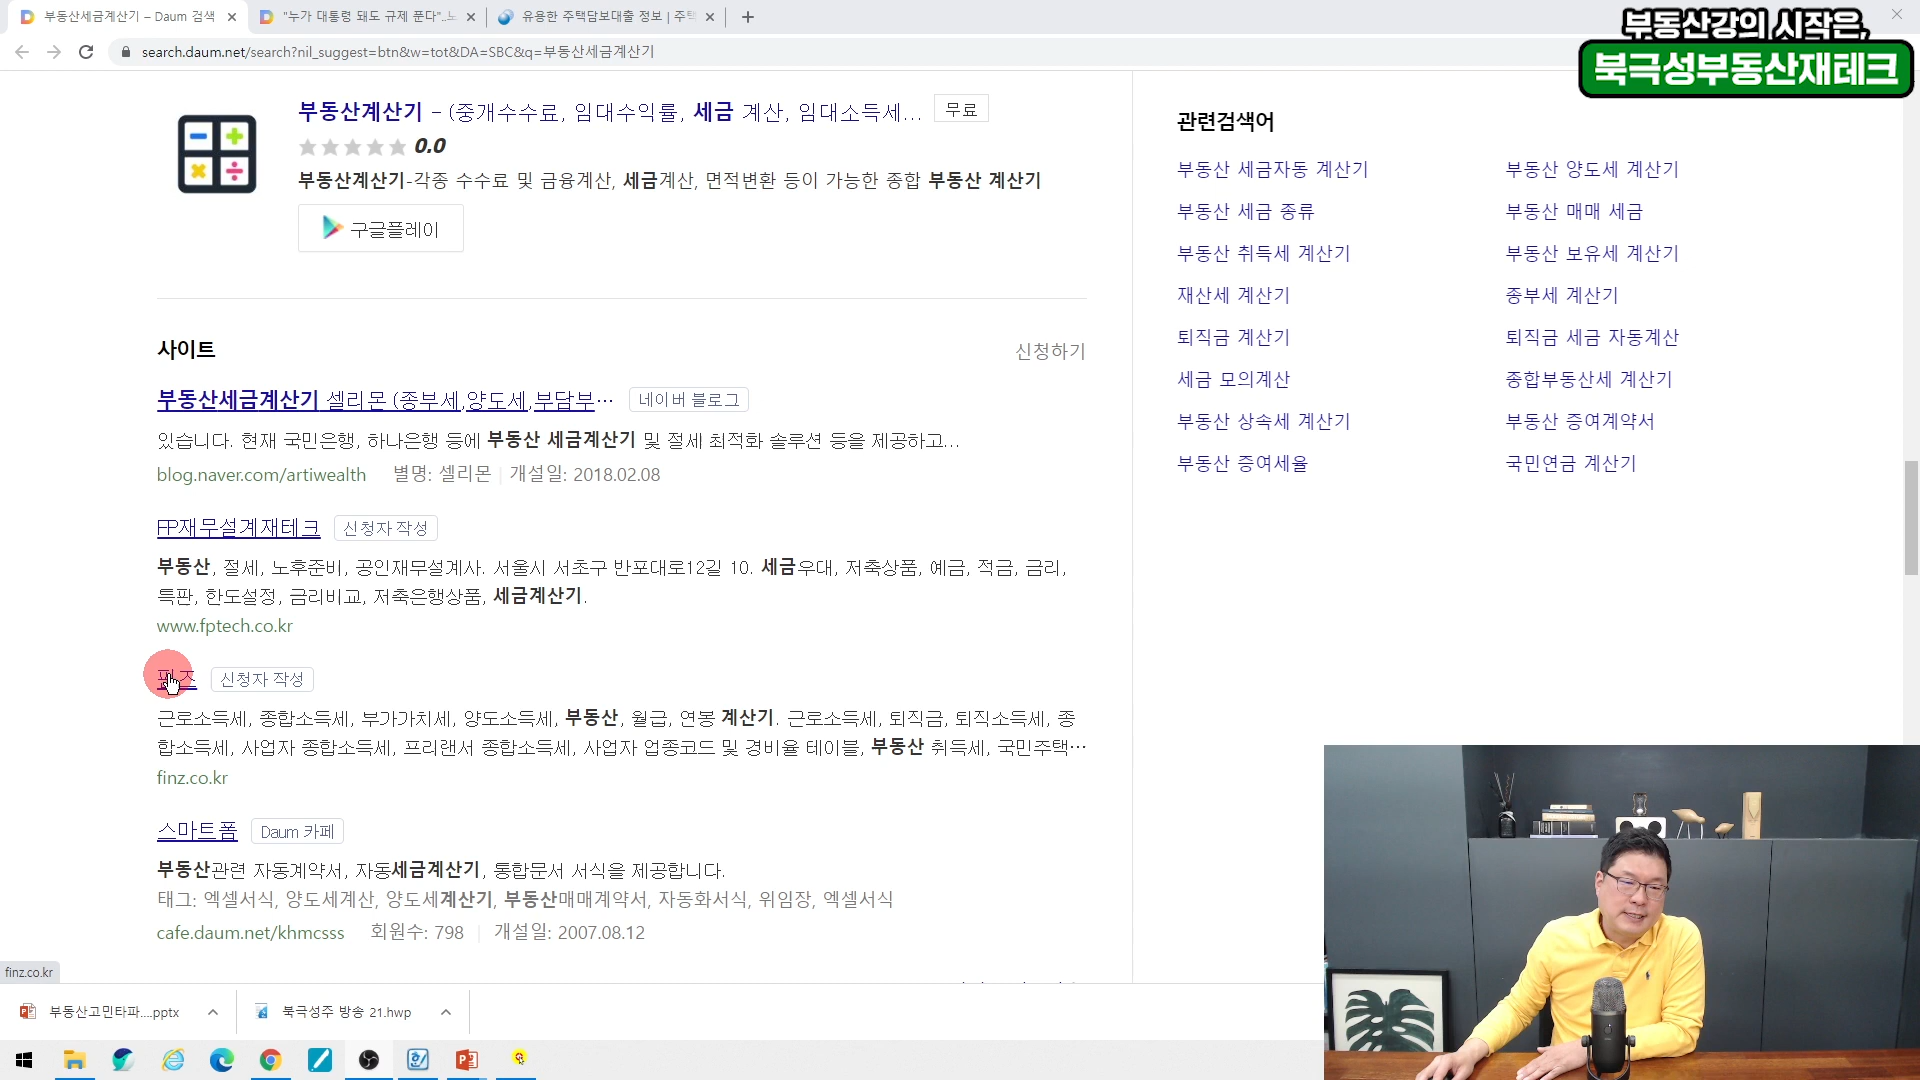 부동산세금계산기 – Daum 검색
"누가 대통령 돼도 규제 푼다"..노
유용한 주택담보대출 정보 | 주택
부동산강의 시작은,
북극성부동산재테크
search.daum.net/search?nil_suggest=btn&w=tot&DA=SBC&q=부동산세금계산기
부동산계산기 – (중개수수료, 임대수익률, 세금 계산, 임대소득세... 무료
0.0
부동산계산기-각종 수수료 및 금융계산, 세금계산, 면적변환 등이 가능한 종합 부동산 계산기
구글플레이
사이트
신청하기
부동산세금계산기 셀리몬 (종부세,양도세,부담부··· 네이버 블로그
있습니다. 현재 국민은행, 하나은행 등에 부동산 세금계산기 및 절세 최적화 솔루션 등을 제공하고...
blog.naver.com/artiwealth 별명: 셀리몬 | 개설일: 2018.02.08
FP재무설계재테크 신청자 작성
부동산, 절세, 노후준비, 공인재무설계사. 서울시 서초구 반포대로12길 10. 세금우대, 저축상품, 예금, 적금, 금리,
특판, 한도설정, 금리비교, 저축은행상품, 세금계산기.
www.fptech.co.kr
신청자 작성
근로소득세, 종합소득세, 부가가치세, 양도소득세, 부동산, 월급, 연봉 계산기. 근로소득세, 퇴직금, 퇴직소득세, 종
합소득세, 사업자 종합소득세, 프리랜서 종합소득세, 사업자 업종코드 및 경비율 테이블, 부동산 취득세, 국민주택···
finz.co.kr
스마트폼 Daum 카페
부동산관련 자동계약서, 자동세금계산기, 통합문서 서식을 제공합니다.
태그: 엑셀서식, 양도세계산, 양도세계산기, 부동산매매계약서, 자동화서식, 위임장, 엑셀서식
cafe.daum.net/khmcsss 회원수: 798 | 개설일: 2007.08.12
관련검색어
부동산 세금자동 계산기
부동산 양도세 계산기
부동산 세금 종류
부동산 매매 세금
부동산 취득세 계산기
부동산 보유세 계산기
재산세 계산기
종부세 계산기
퇴직금 계산기
퇴직금 세금 자동계산
세금 모의계산
종합부동산세 계산기
부동산 상속세 계산기
부동산 증여계약서
부동산 증여세율
국민연금 계산기
finz.co.kr
부동산고민타파....pptx
북극성주 방송 21.hwp